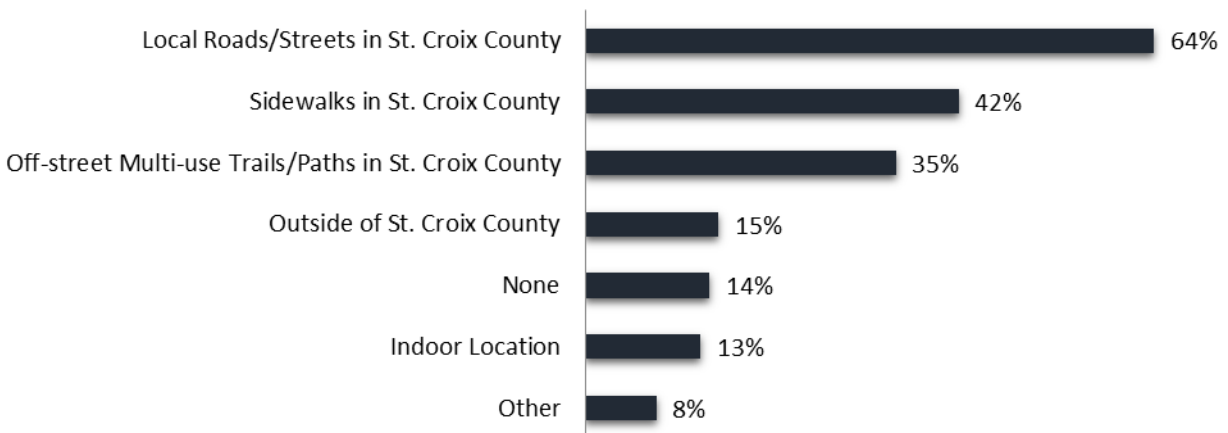 Local Roads/Streets in St. Croix County 64%
Sidewalks in St. Croix County 42%
Off-street Multi-use Trails/Paths in St. Croix County 35%
Outside of St. Croix County 15%
None 14%
Indoor Location 13%
Other 8%